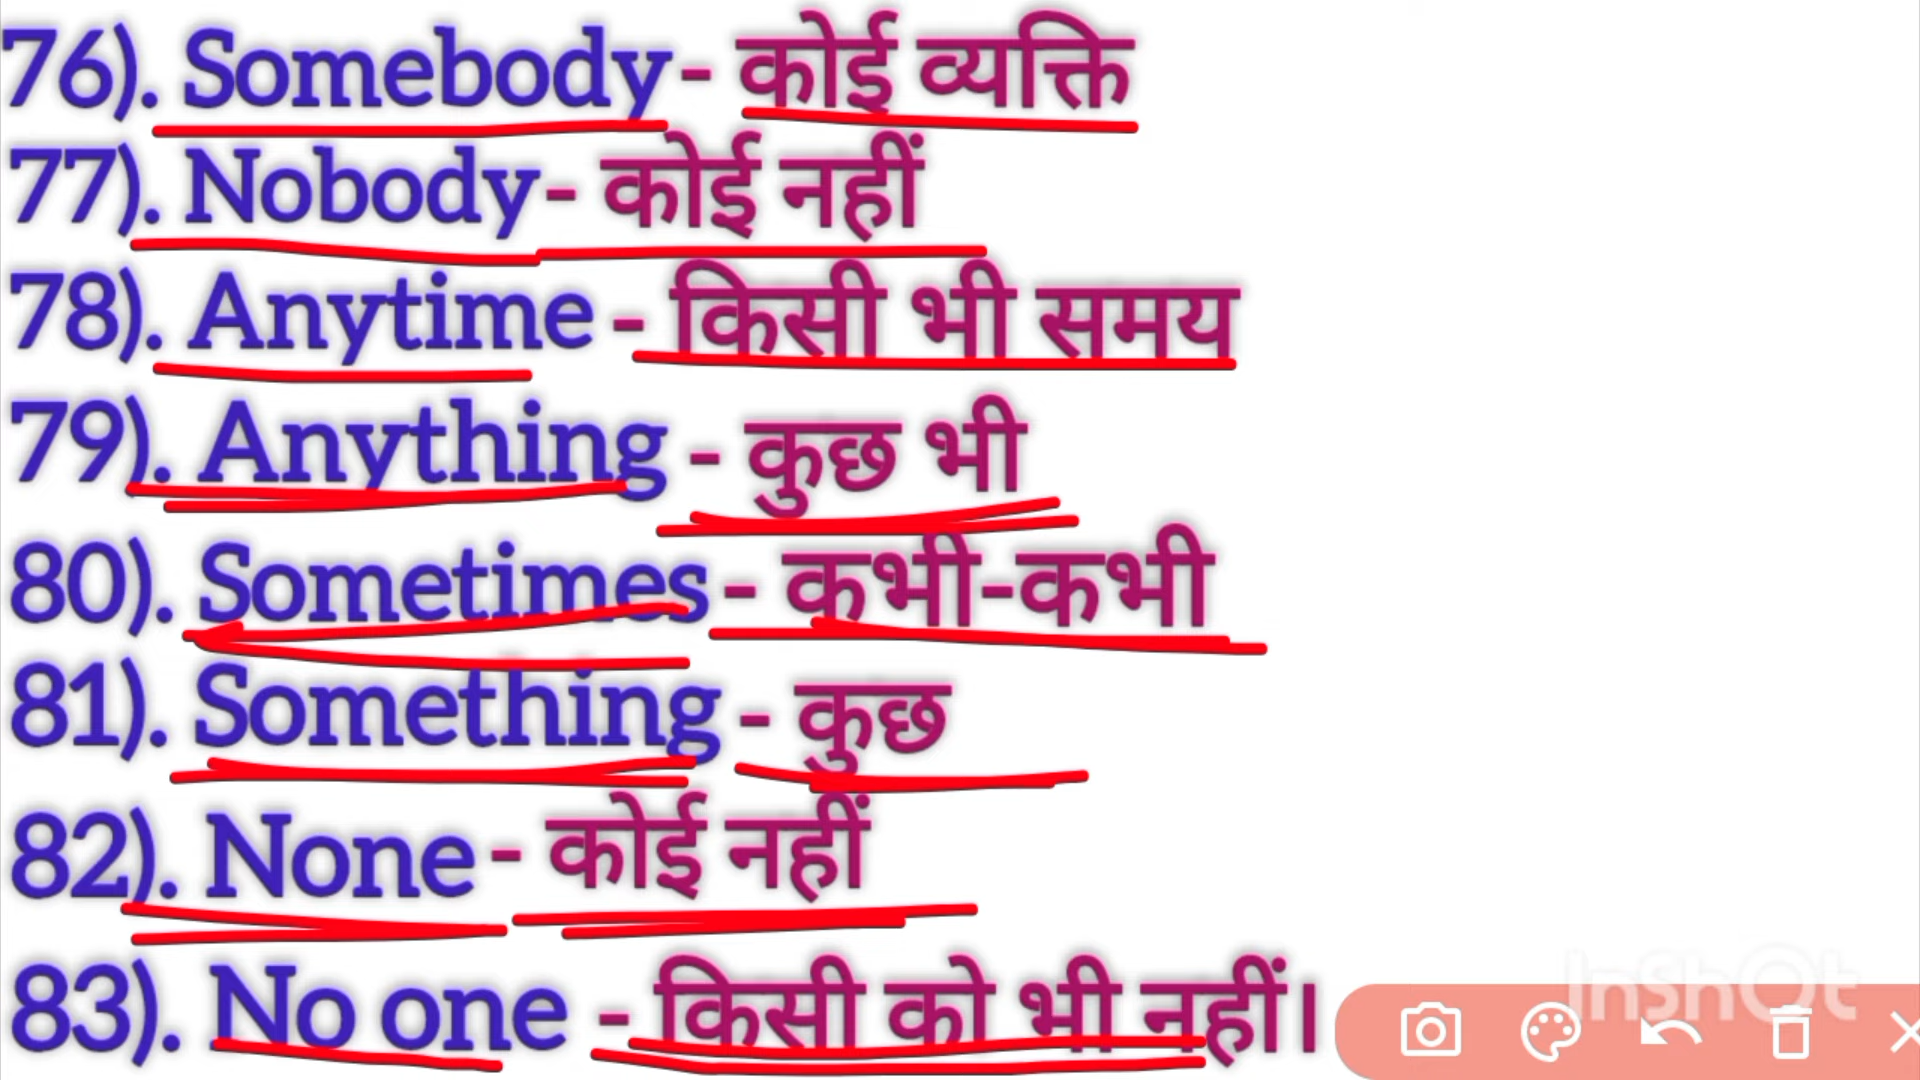 76). Somebody - कोई व्यक्ति
77). Nobody - कोई नहीं
78). Anytime - किसी भी समय
79). Anything - कुछ भी
80). Sometimes - कभी-कभी
81). Something - कुछ
82). None - कोई नहीं
83). No one - किसी को भी नहीं।
InShOt